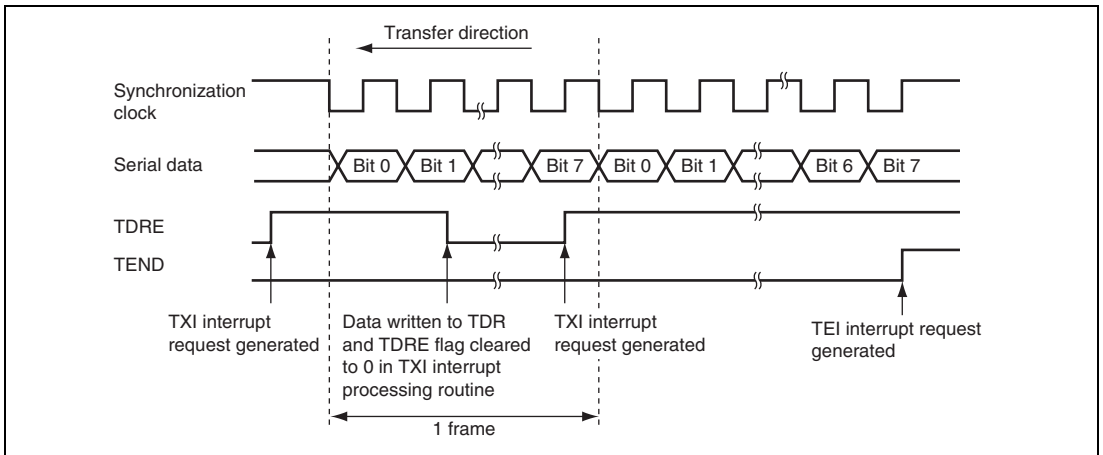 Transfer direction
Synchronization
clock
Serial data
Bit 0 Bit 1 Bit 7 Bit 0 Bit 1 Bit 6 Bit 7
TDRE
TEND
TXI interrupt
request generated
Data written to TDR
and TDRE flag cleared
to 0 in TXI interrupt
processing routine
TXI interrupt
request generated
TEI interrupt request
generated
1 frame